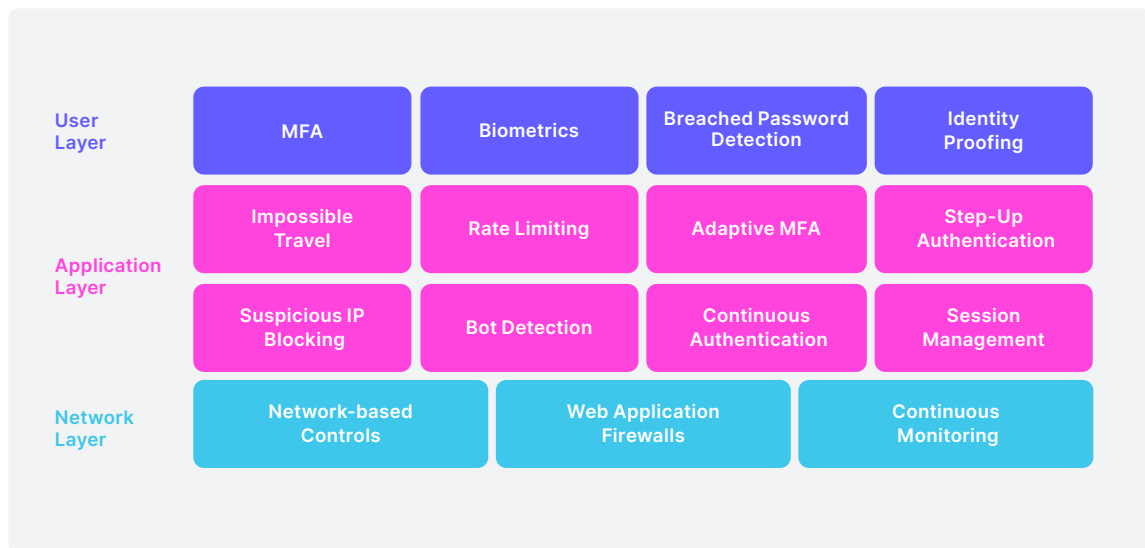 User
Layer
MFA
Biometrics
Breached Password
Detection
Identity
Proofing
Application
Layer
Impossible
Travel
Rate Limiting
Adaptive MFA
Step-Up
Authentication
Suspicious IP
Blocking
Bot Detection
Continuous
Authentication
Session
Management
Network
Layer
Network-based
Controls
Web Application
Firewalls
Continuous
Monitoring